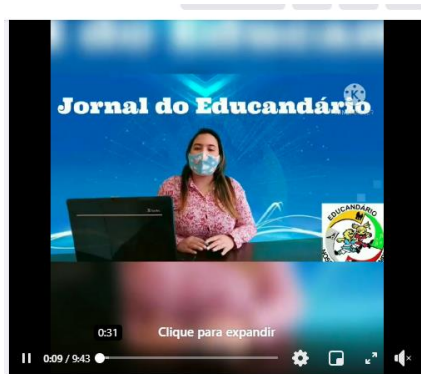 Jornal do Educandário
EDUCANDÁRIO
0:31
Clique para expandir
0:09 / 9:43